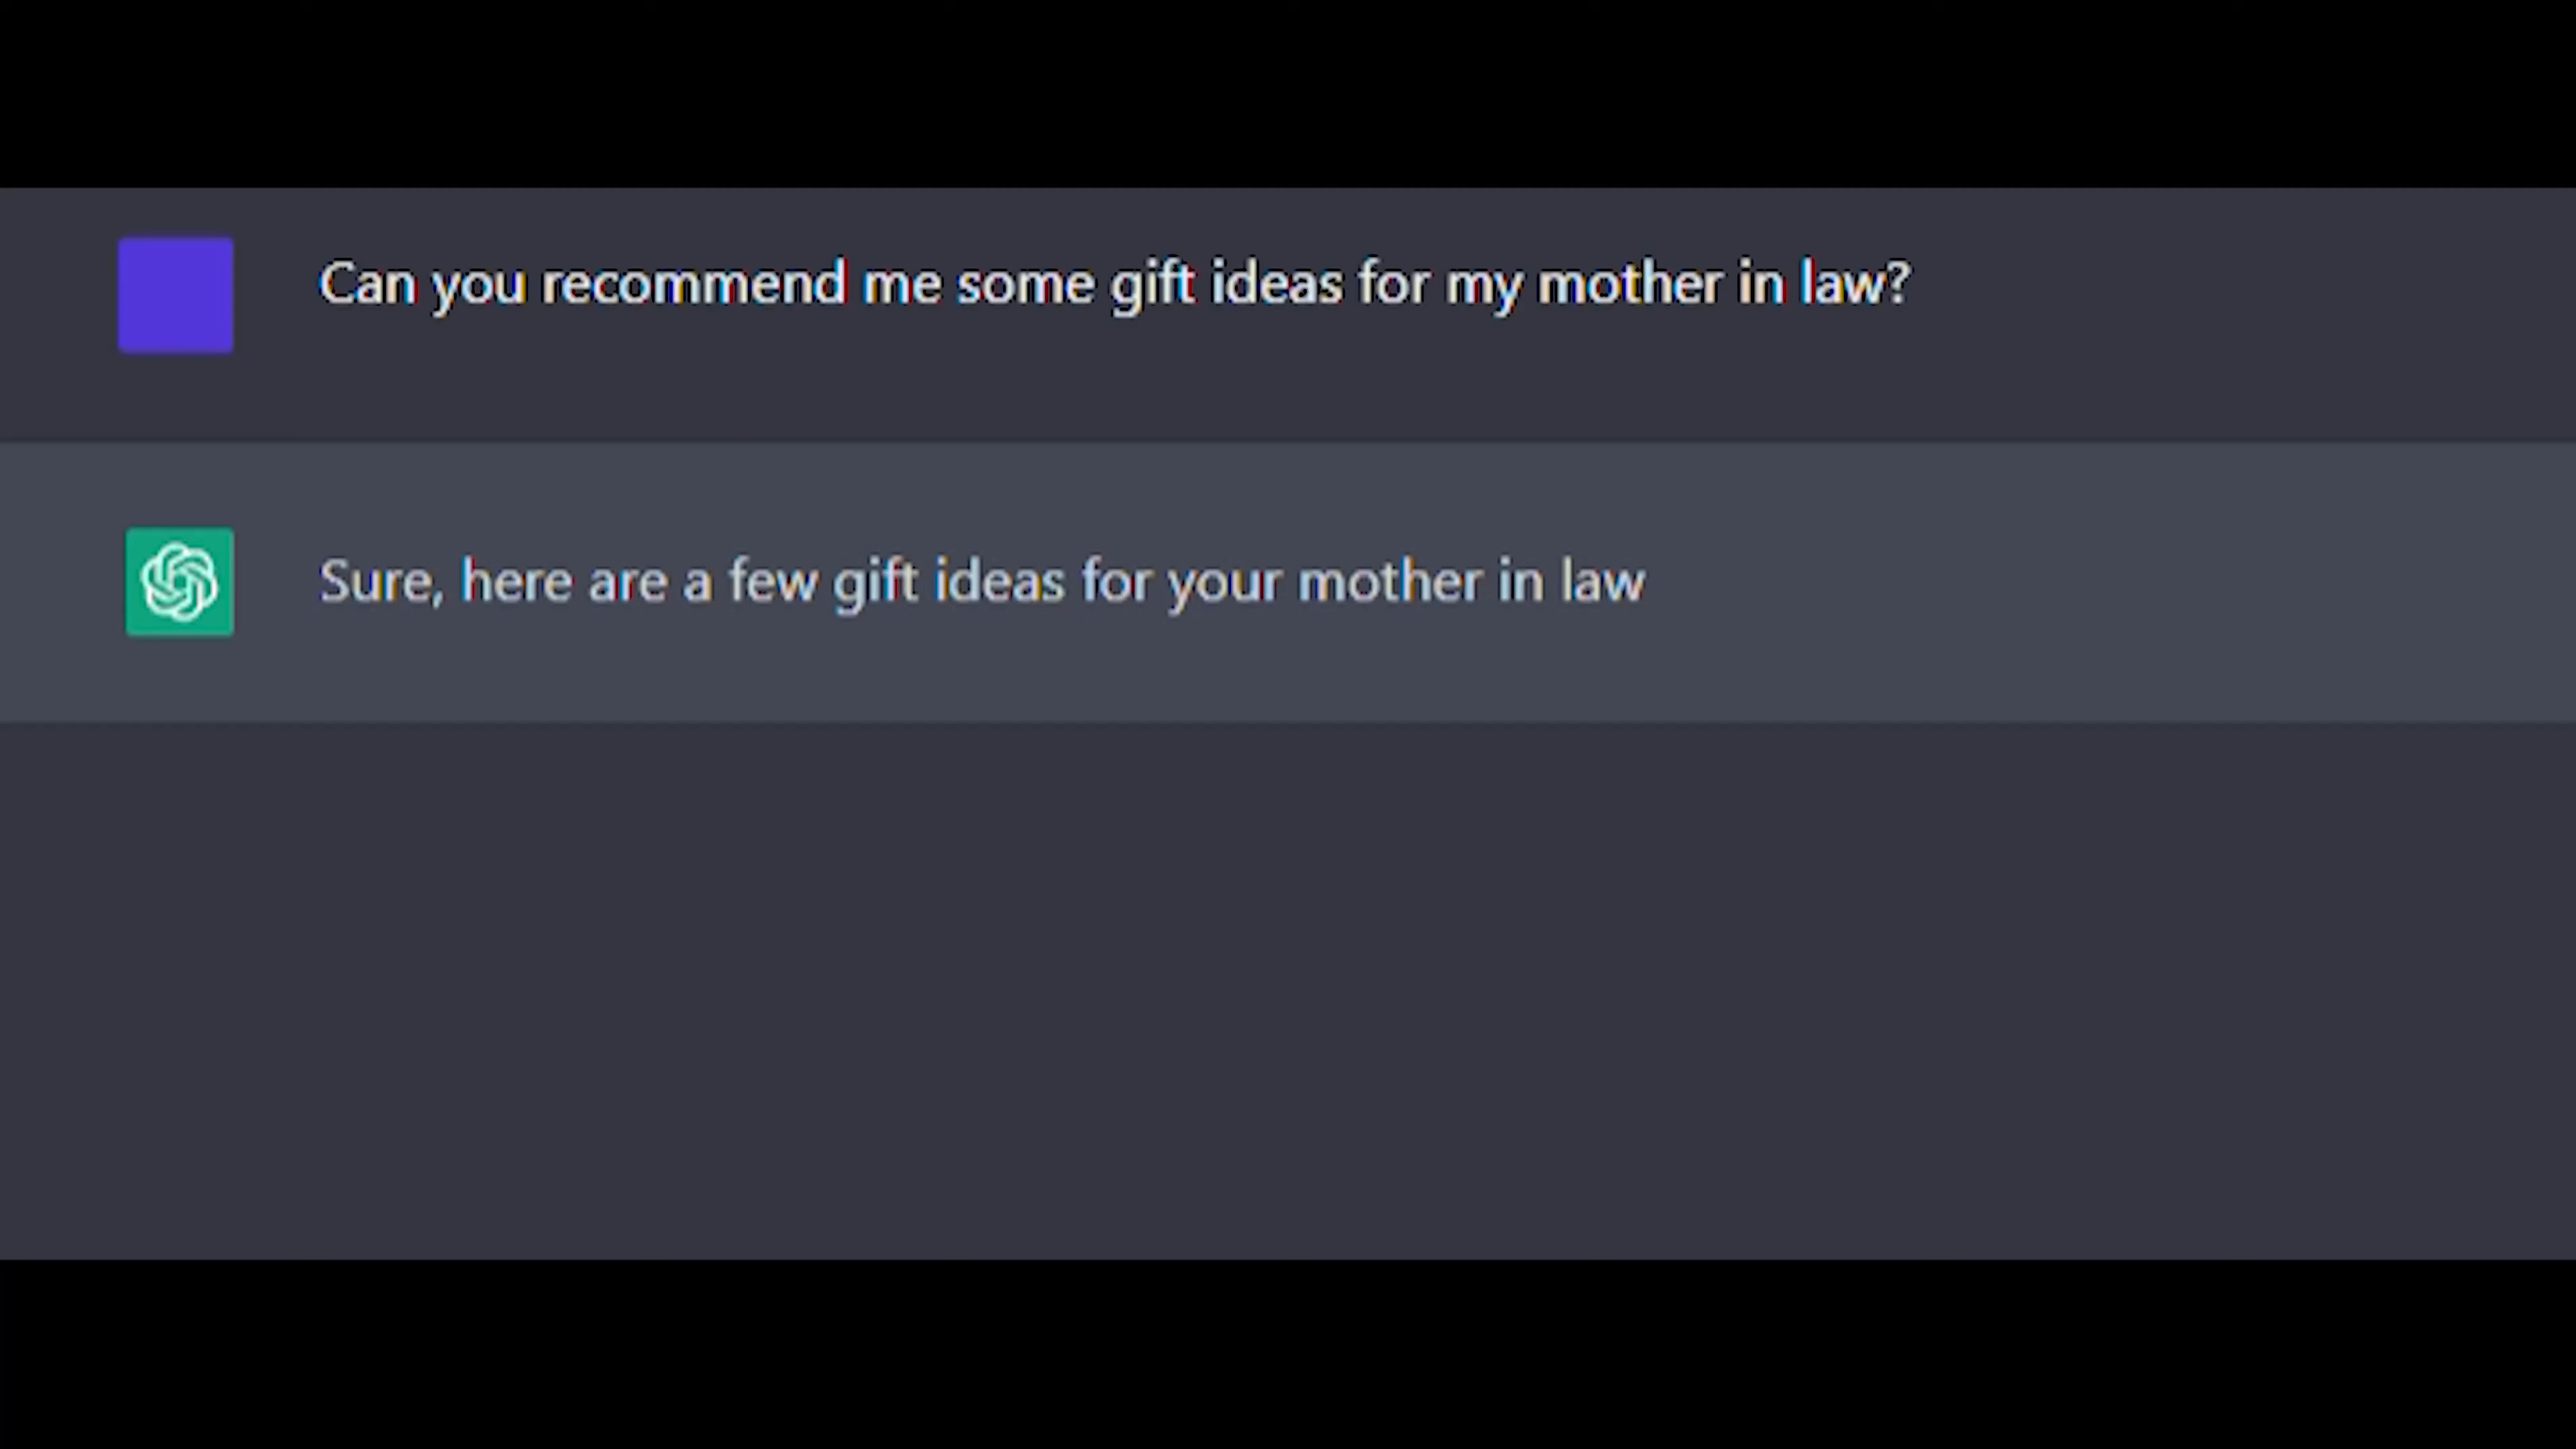 Can you recommend me some gift ideas for my mother in law?
Sure, here are a few gift ideas for your mother in law